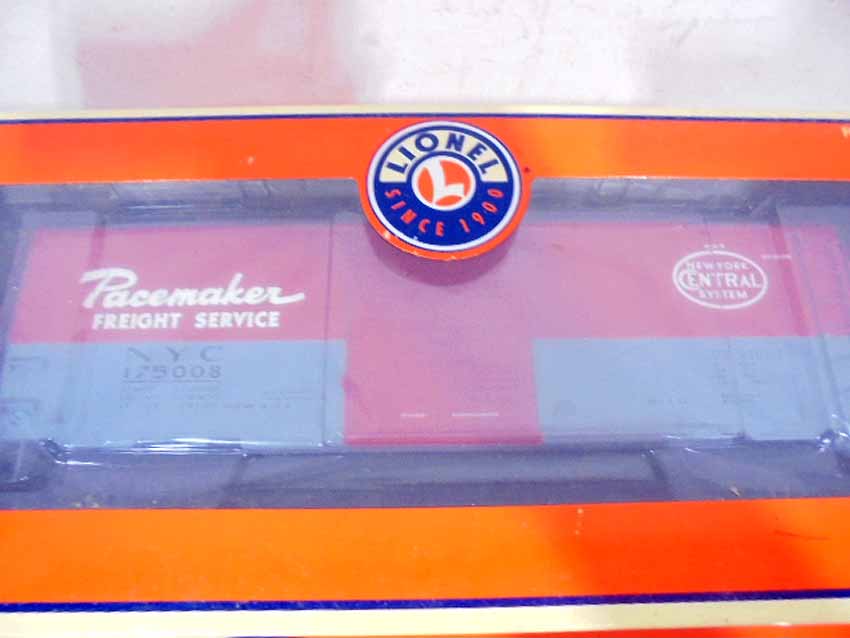 LIONEL
L
SINCE 1900
Pacemaker
FREIGHT SERVICE
NYC
175008
NEW YORK
CENTRAL
SYSTEM